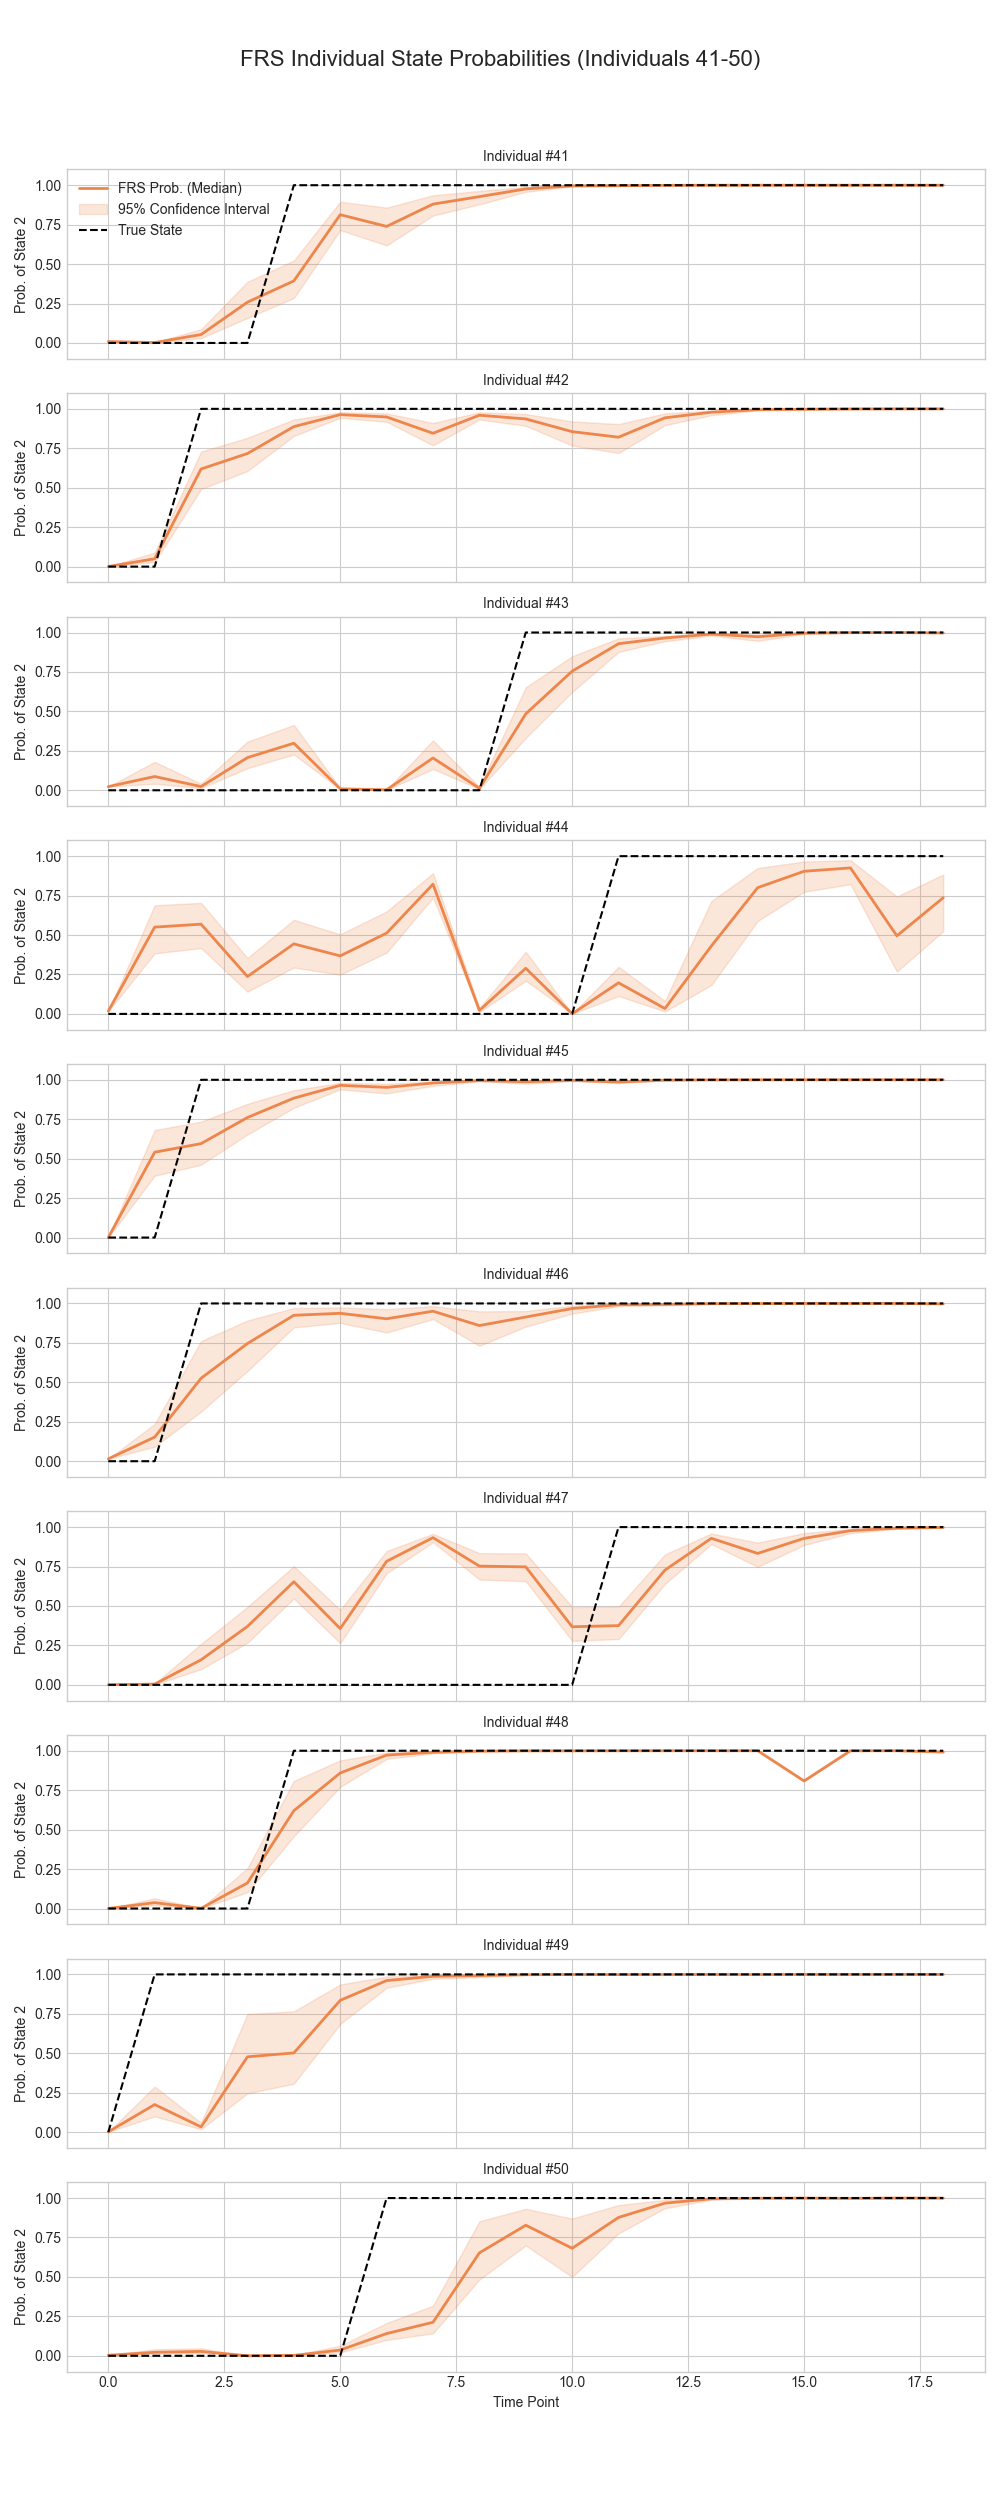 FRS Individual State Probabilities (Individuals 41-50)
Individual #41
FRS Prob. (Median)
95% Confidence Interval
True State
Prob. of State 2
1.00
0.75
0.50
0.25
0.00
Individual #42
Prob. of State 2
1.00
0.75
0.50
0.25
0.00
Individual #43
Prob. of State 2
1.00
0.75
0.50
0.25
0.00
Individual #44
Prob. of State 2
1.00
0.75
0.50
0.25
0.00
Individual #45
Prob. of State 2
1.00
0.75
0.50
0.25
0.00
Individual #46
Prob. of State 2
1.00
0.75
0.50
0.25
0.00
Individual #47
Prob. of State 2
1.00
0.75
0.50
0.25
0.00
Individual #48
Prob. of State 2
1.00
0.75
0.50
0.25
0.00
Individual #49
Prob. of State 2
1.00
0.75
0.50
0.25
0.00
Individual #50
Prob. of State 2
1.00
0.75
0.50
0.25
0.00
0.0 2.5 5.0 7.5 10.0 12.5 15.0 17.5
Time Point